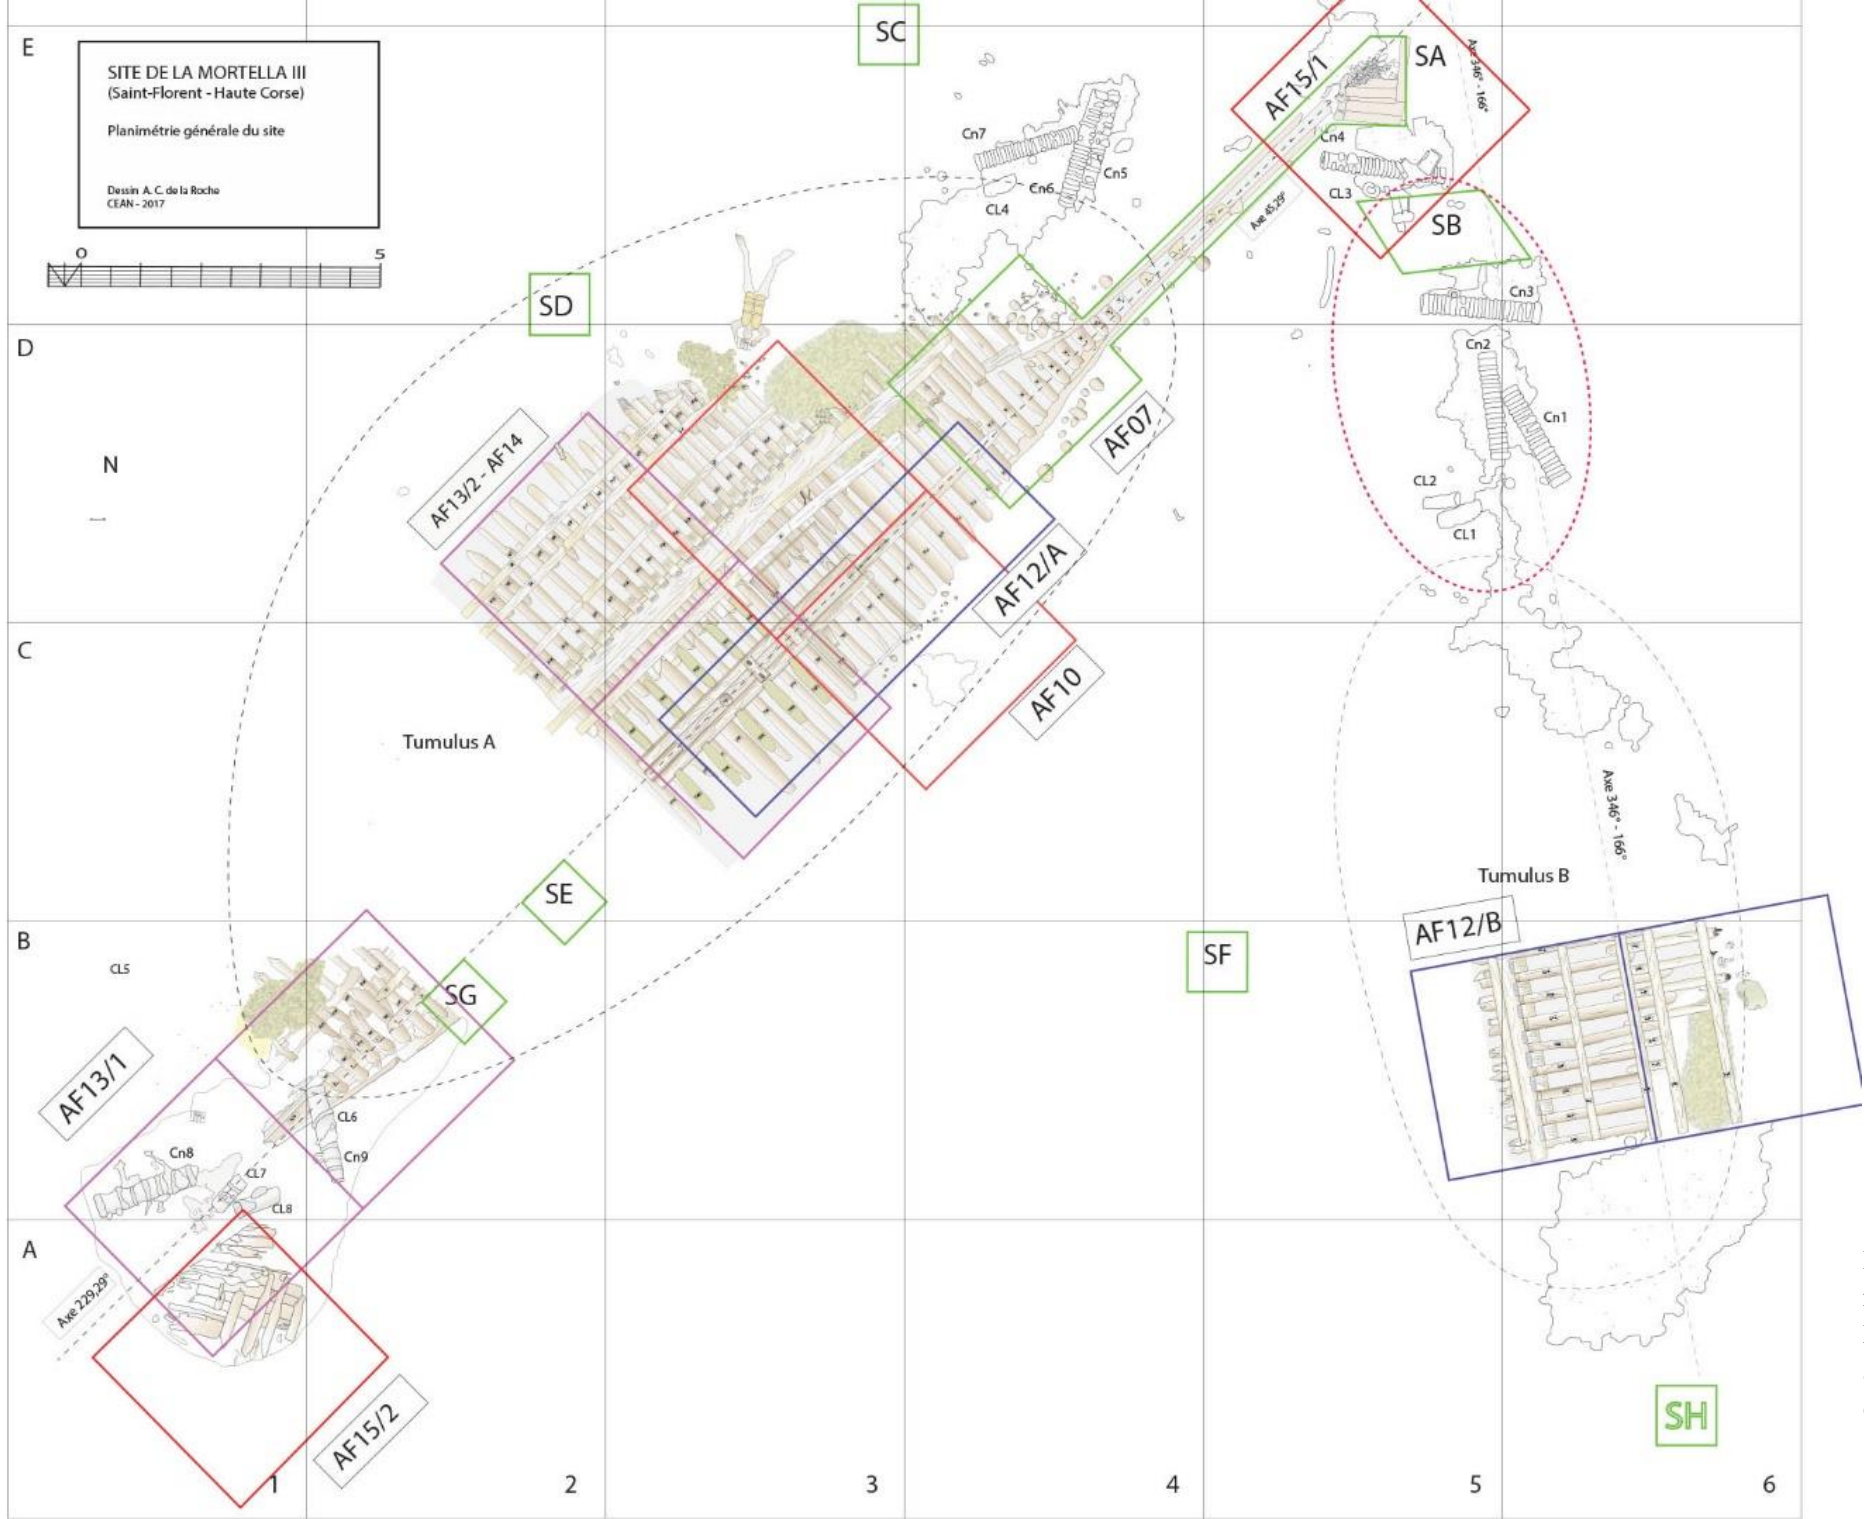 E
SITE DE LA MORTELLA III
(Saint-Florent - Haute Corse)
Planimétrie générale du site
Dessin A. C. de la Roche
CEAN - 2017
0 5
SC
SA
AF15/1
Axe 346° - 166°
Cn7
Cn5
Cn6
CL4
Cn4
CL3
SB
Axe 45,29°
Cn3
SD
D
Cn2
Cn1
AF07
N
AF13/2 - AF14
CL2
CL1
AF12/A
C
AF10
Tumulus A
Axe 346° - 166°
SE
Tumulus B
B
AF12/B
SF
CL5
SG
AF13/1
CL6
Cn8
Cn9
CL7
CL8
A
Axe 229,29°
AF15/2
SH
1 2 3 4 5 6